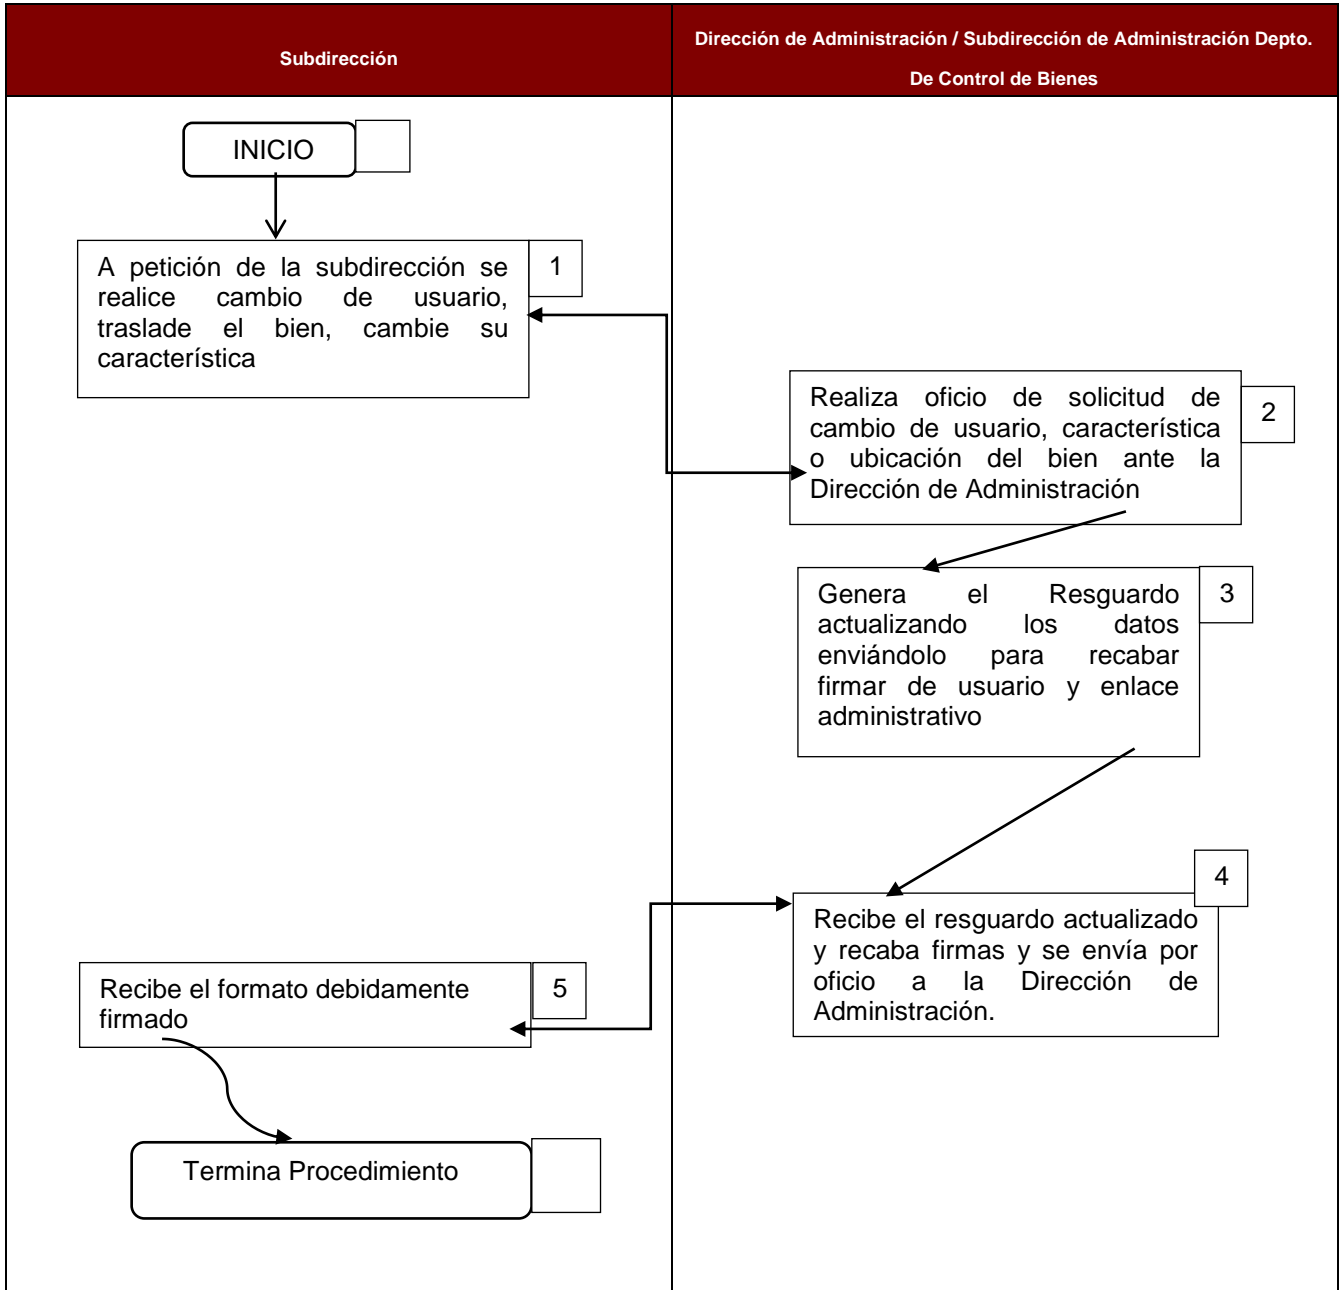 Subdirección
Dirección de Administración / Subdirección de Administración Depto.
De Control de Bienes
INICIO
A petición de la subdirección se
realice cambio de usuario,
traslade el bien, cambie su
característica
1
Realiza oficio de solicitud de
cambio de usuario, característica
o ubicación del bien ante la
Dirección de Administración
2
Genera el Resguardo
actualizando los datos
enviándolo para recabar
firmar de usuario y enlace
administrativo
3
4
Recibe el resguardo actualizado
y recaba firmas y se envía por
oficio a la Dirección de
Administración.
Recibe el formato debidamente
firmado
5
Termina Procedimiento